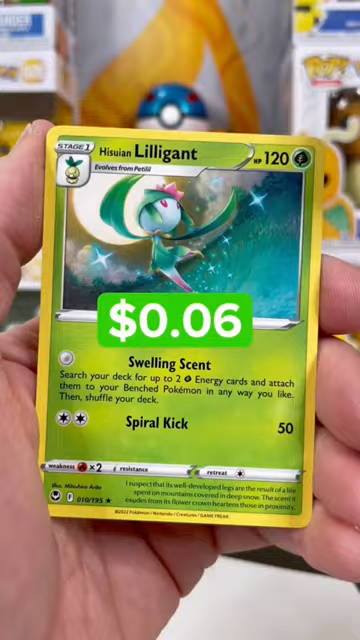 STAGE 1
Hisuian Lilligant
HP 120
Evolves from Petilil
$0.06
Swelling Scent
Search your deck for up to 2 Energy cards and attach
them to your Benched Pokémon in any way you like.
Then, shuffle your deck.
Spiral Kick 50
weakness ×2 resistance retreat
Illus. Mitsuhiro Arita
I suspect that its well-developed legs are the result of a life
spent on mountains covered in deep snow. The scent it
exudes from its flower crown heartens those in proximity.
F 010/195 ★
©2022 Pokémon / Nintendo / Creatures / GAME FREAK